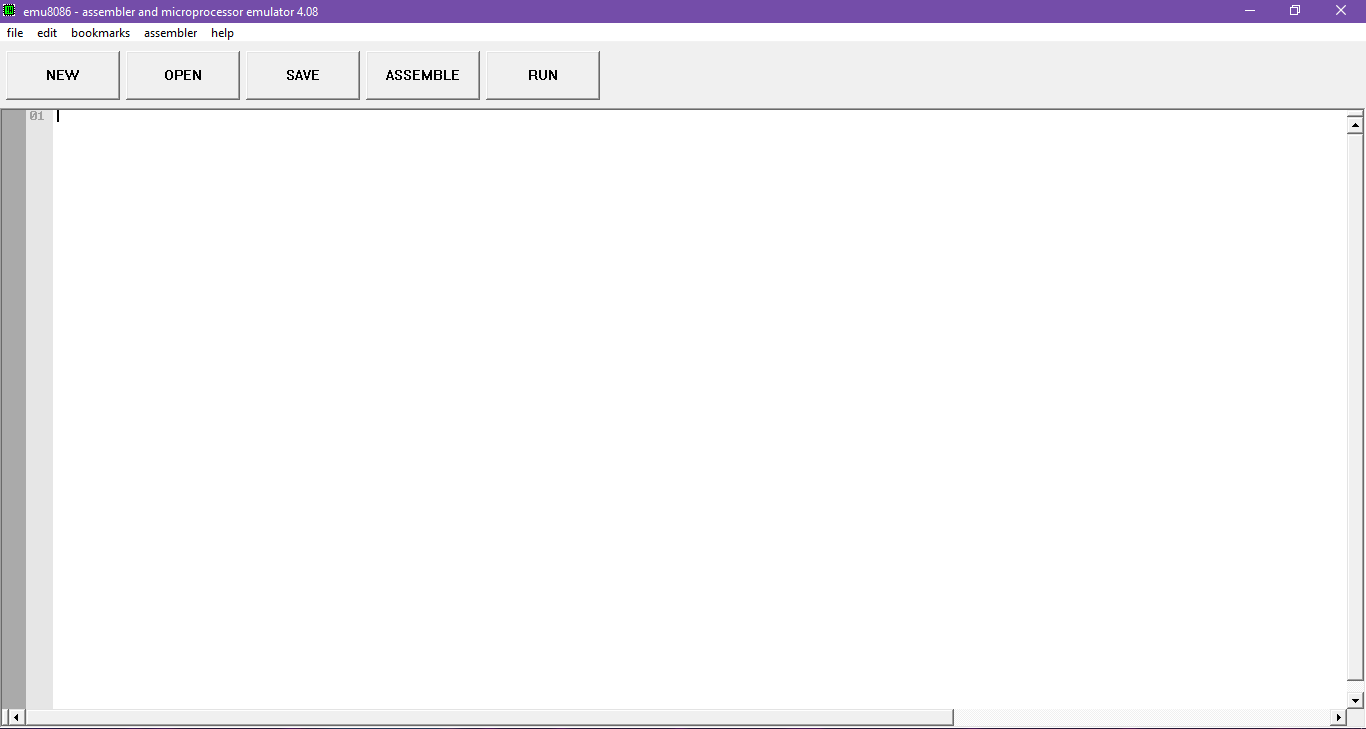 emu8086 - assembler and microprocessor emulator 4.08
file edit bookmarks assembler help
NEW OPEN SAVE ASSEMBLE RUN
01